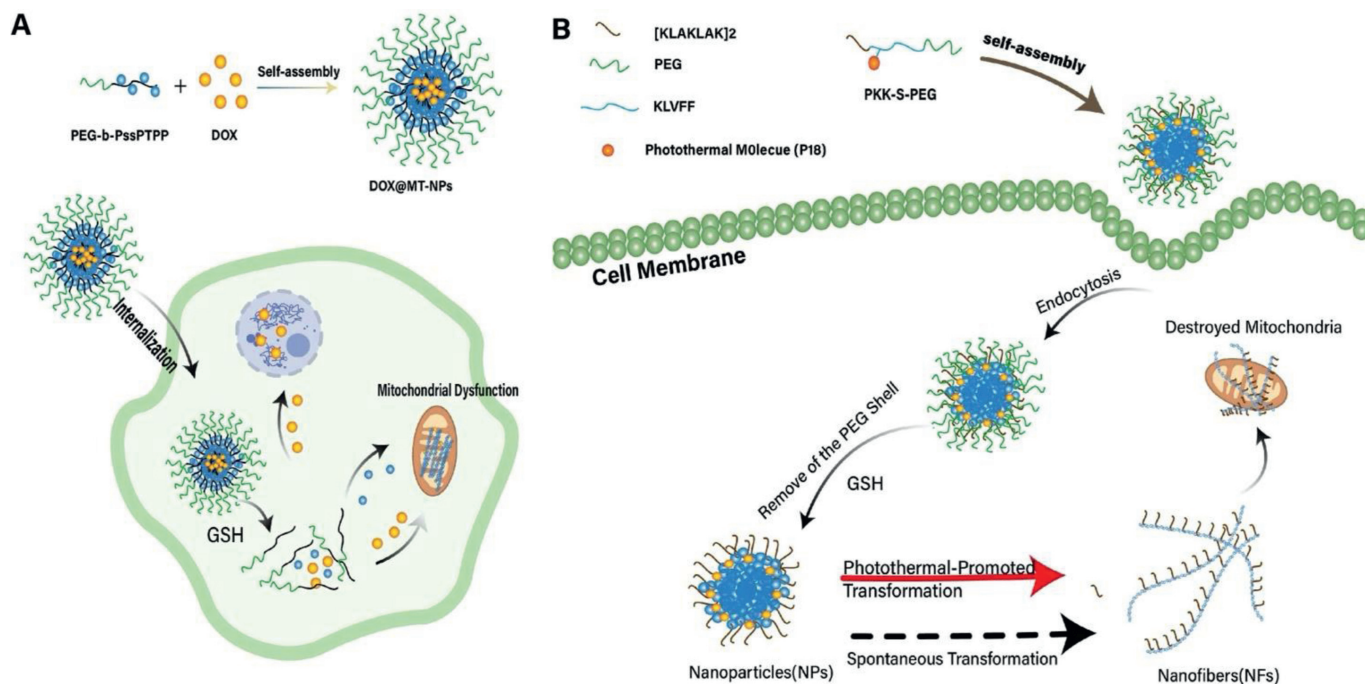 A
PEG-b-PssPTPP
+
DOX
Self-assembly
DOX@MT-NPs
Internalization
GSH
Mitochondrial Dysfunction
B
[KLAKLAK]2
PEG
KLVFF
Photothermal M0lecue (P18)
PKK-S-PEG
self-assembly
Cell Membrane
Endocytosis
Destroyed Mitochondria
Remove of the PEG Shell
GSH
Photothermal-Promoted
Transformation
Spontaneous Transformation
Nanoparticles(NPs)
Nanofibers(NFs)